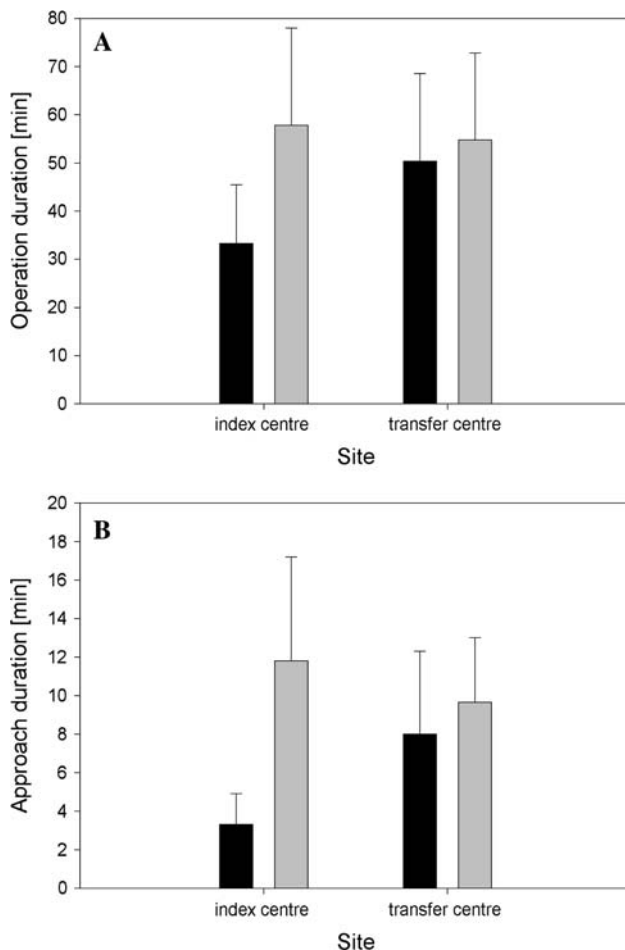 A
Operation duration [min]
80
70
60
50
40
30
20
10
0
index centre
transfer centre
Site
B
Approach duration [min]
20
18
16
14
12
10
8
6
4
2
0
index centre
transfer centre
Site